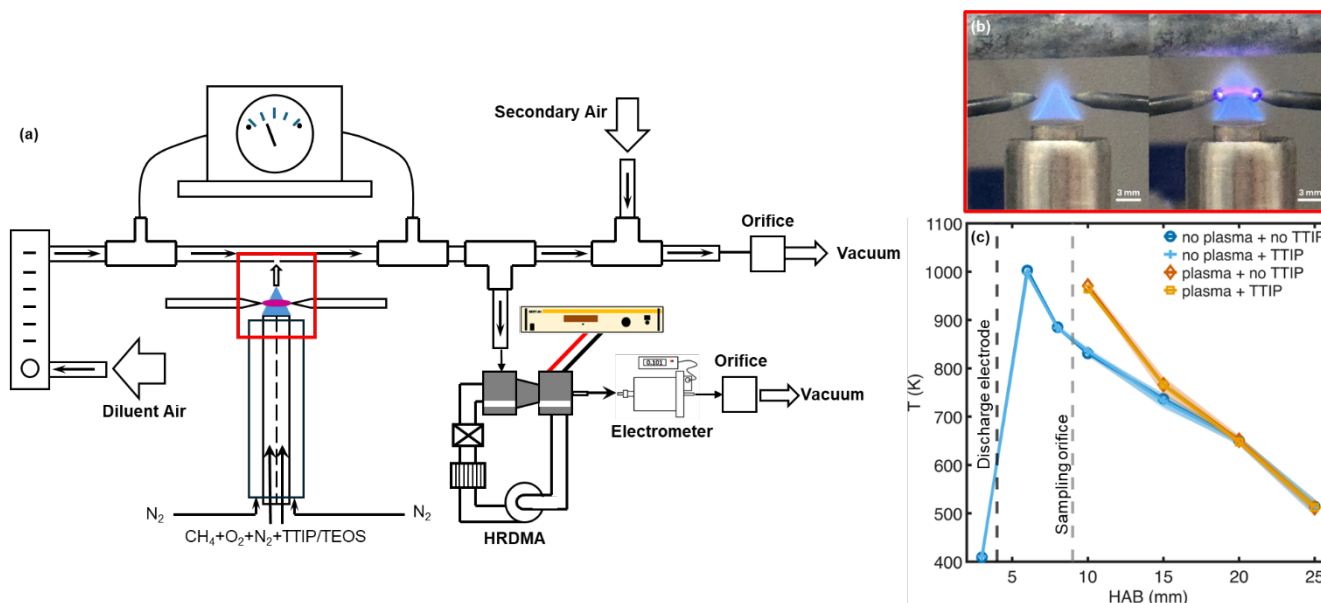 (a)
Secondary Air
Orifice
Vacuum
Diluent Air
0.101
Orifice
Vacuum
Electrometer
HRDMA
N₂
N₂
CH₄+O₂+N₂+TTIP/TEOS
(b)
3 mm
3 mm
(c)
no plasma + no TTIP
no plasma + TTIP
plasma + no TTIP
plasma + TTIP
Discharge electrode
Sampling orifice
T (K)
1100
1000
900
800
700
600
500
400
5
10
15
20
25
HAB (mm)